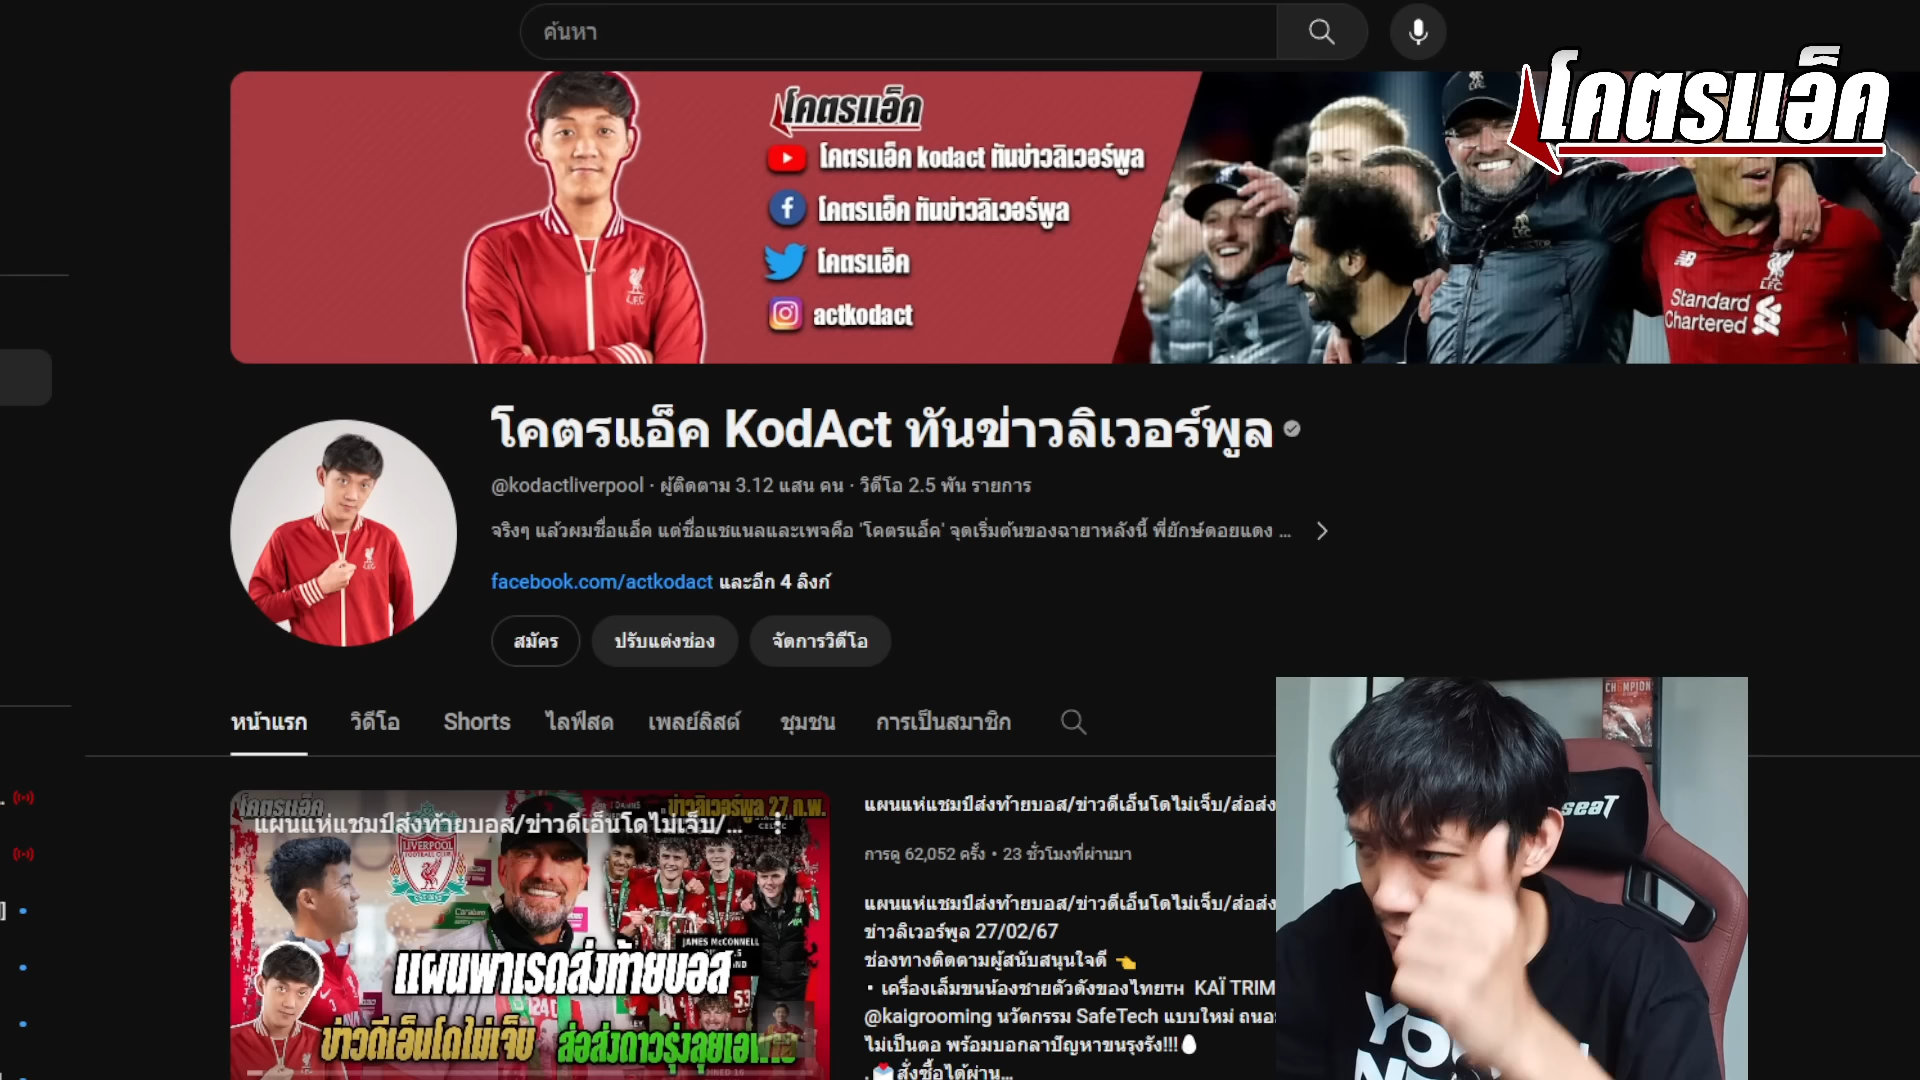 ค้นหา
โคตรแอ็ค
โคตรแอ็ค
โคตรแอ็ค kodact ทันข่าวลิเวอร์พูล
โคตรแอ็ค ทันข่าวลิเวอร์พูล
โคตรแอ็ค
actkodact
L.F.C
Standard
Chartered
โคตรแอ็ค KodAct ทันข่าวลิเวอร์พูล
@kodactliverpool · ผู้ติดตาม 3.12 แสน คน · วิดีโอ 2.5 พัน รายการ
จริงๆ แล้วผมชื่อแอ็ค แต่ชื่อแชแนลและเพจคือ 'โคตรแอ็ค' จุดเริ่มต้นของฉายาหลังนี้ พี่ยักษ์ดอยแดง ...
facebook.com/actkodact และอีก 4 ลิงก์
สมัคร ปรับแต่งช่อง จัดการวิดีโอ
หน้าแรก วิดีโอ Shorts ไลฟ์สด เพลย์ลิสต์ ชุมชน การเป็นสมาชิก
โคตรแอ็ค
ข่าวลิเวอร์พูล 27 ก.พ.
แผนแห่แชมป์ส่งท้ายบอส/ข่าวดีเอ็นโดไม่เจ็บ/...
LIVERPOOL
JAMES McCONNELL
แผนพาเรดส่งท้ายบอส
53
ข่าวดีเอ็นโดไม่เจ็บ
แผนแห่แชมป์ส่งท้ายบอส/ข่าวดีเอ็นโดไม่เจ็บ/ส่อส่ง
การดู 62,052 ครั้ง • 23 ชั่วโมงที่ผ่านมา
แผนแห่แชมป์ส่งท้ายบอส/ข่าวดีเอ็นโดไม่เจ็บ/ส่อส่ง
ข่าวลิเวอร์พูล 27/02/67
ช่องทางติดตามผู้สนับสนุนใจดี 👈
▪ เครื่องเล็มขนน้องชายตัวดังของไทยTH KAÏ TRIM
@kaigrooming นวัตกรรม SafeTech แบบใหม่ ถนอ
ไม่เป็นตอ พร้อมบอกลาปัญหาขนรุงรัง!!!🥚
. 💌สั่งซื้อได้ผ่าน...
CHAMPION
seaT
YO